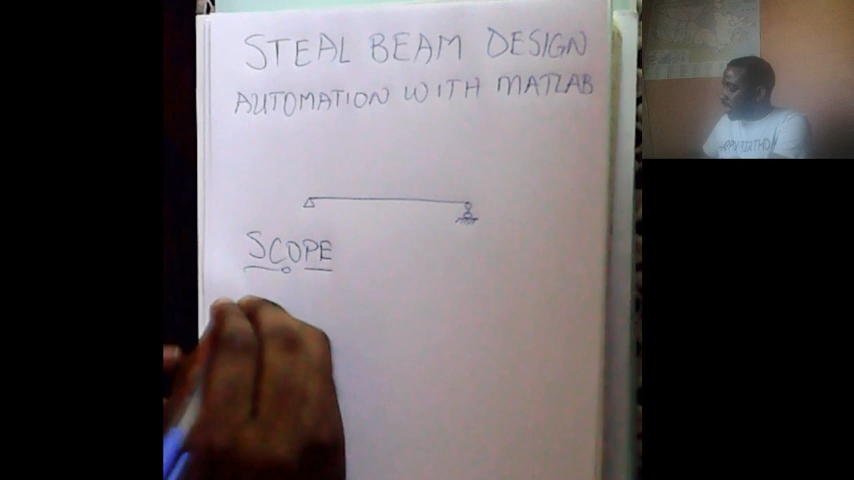 STEAL BEAM DESIGN
AUTOMATION WITH MATLAB
SCOPE